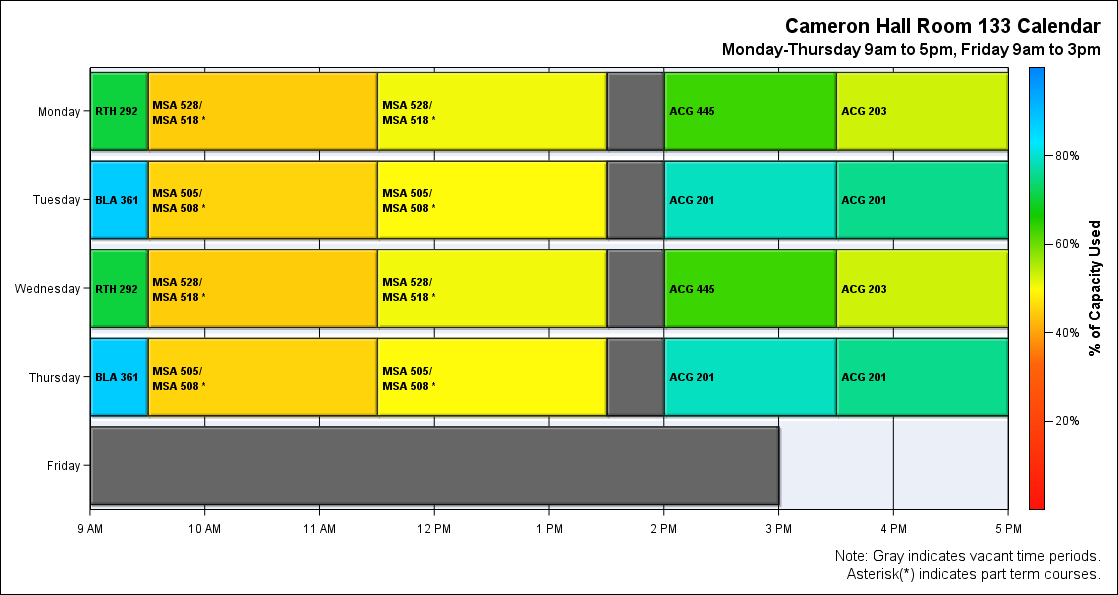 Cameron Hall Room 133 Calendar
Monday-Thursday 9am to 5pm, Friday 9am to 3pm
Monday
RTH 292
MSA 528/
MSA 518 *
MSA 528/
MSA 518 *
ACG 445
ACG 203
Tuesday
BLA 361
MSA 505/
MSA 508 *
MSA 505/
MSA 508 *
ACG 201
ACG 201
Wednesday
RTH 292
MSA 528/
MSA 518 *
MSA 528/
MSA 518 *
ACG 445
ACG 203
Thursday
BLA 361
MSA 505/
MSA 508 *
MSA 505/
MSA 508 *
ACG 201
ACG 201
Friday
9 AM 10 AM 11 AM 12 PM 1 PM 2 PM 3 PM 4 PM 5 PM
80%
60%
40%
20%
% of Capacity Used
Note: Gray indicates vacant time periods.
Asterisk(*) indicates part term courses.